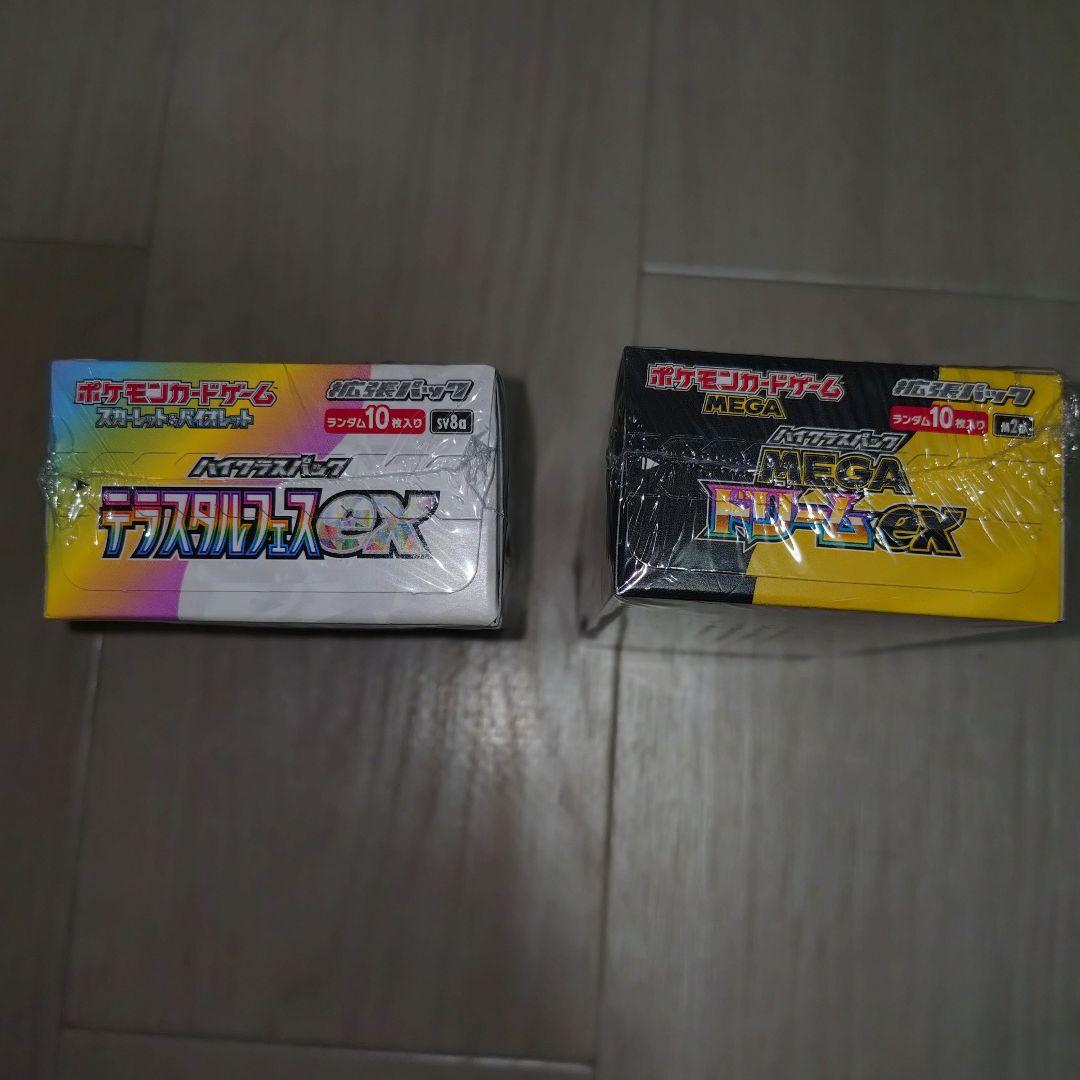 ポケモンカードゲーム
スカーレット&バイオレット
拡張パック
ランダム10枚入り
sv8a
ハイクラスパック
テラスタルフェスex
ポケモンカードゲーム
MEGA
拡張パック
ランダム10枚入り
ハイクラスパック
MEGA
ドリームex